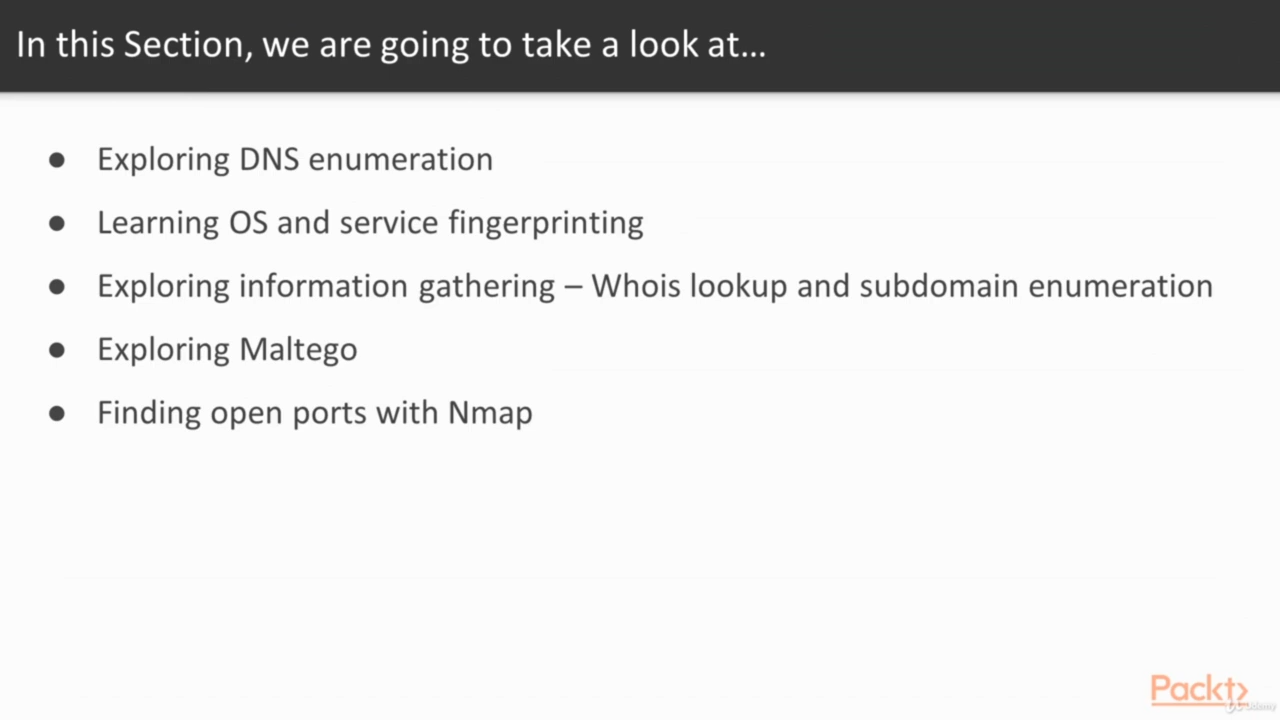 In this Section, we are going to take a look at...
● Exploring DNS enumeration
● Learning OS and service fingerprinting
● Exploring information gathering – Whois lookup and subdomain enumeration
● Exploring Maltego
● Finding open ports with Nmap
Packt>
Udemy